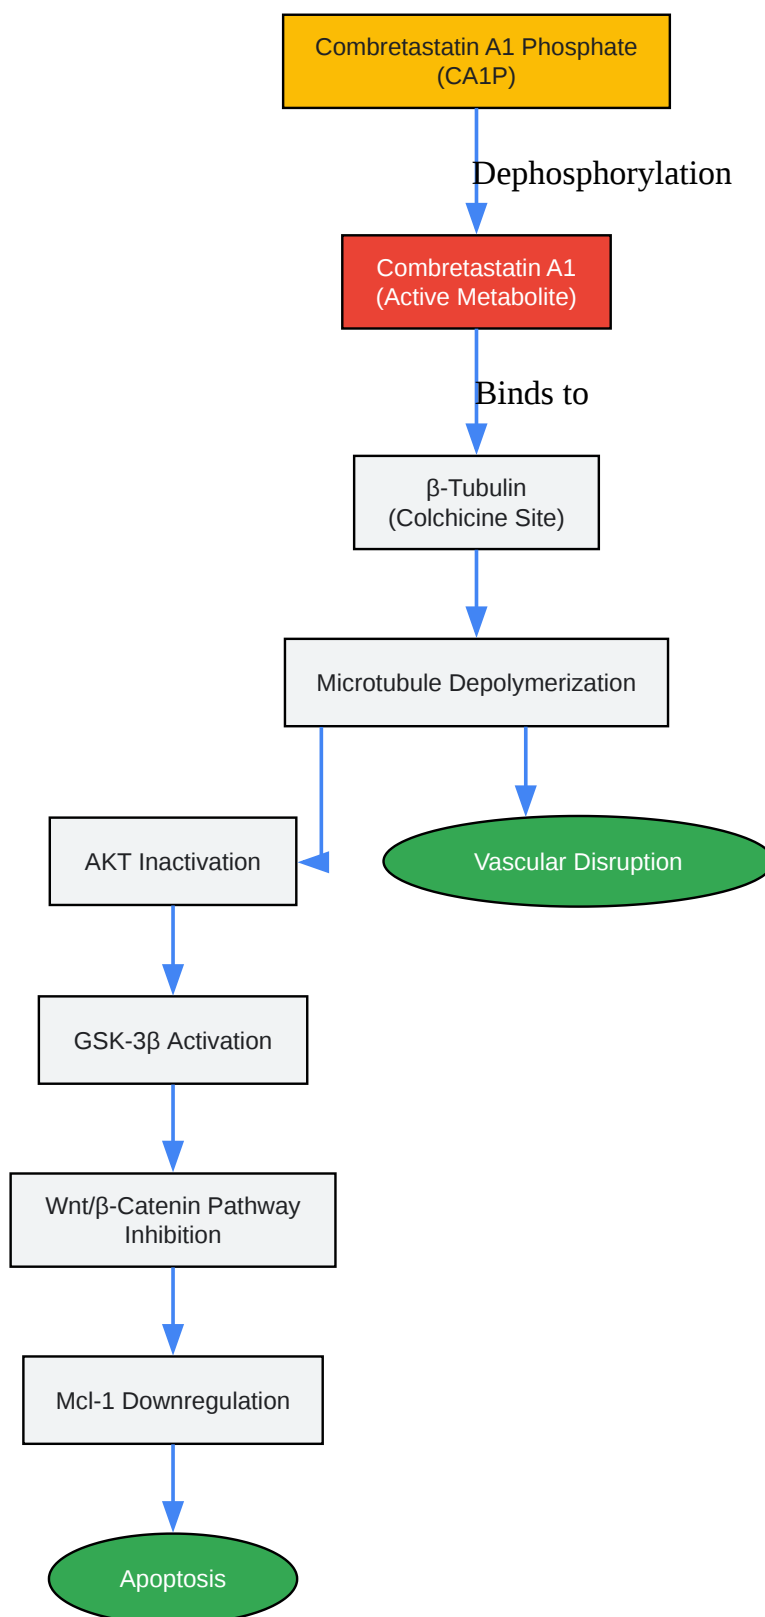 Combretastatin A1 Phosphate
(CA1P)
Dephosphorylation
Combretastatin A1
(Active Metabolite)
Binds to
β-Tubulin
(Colchicine Site)
Microtubule Depolymerization
AKT Inactivation
Vascular Disruption
GSK-3β Activation
Wnt/β-Catenin Pathway
Inhibition
Mcl-1 Downregulation
Apoptosis